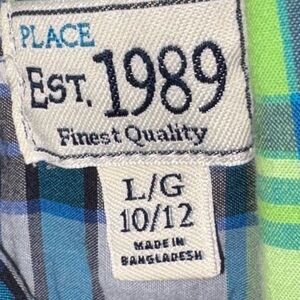 PLACE
EST. 1989
Finest Quality
L/G
10/12
MADE IN
BANGLADESH